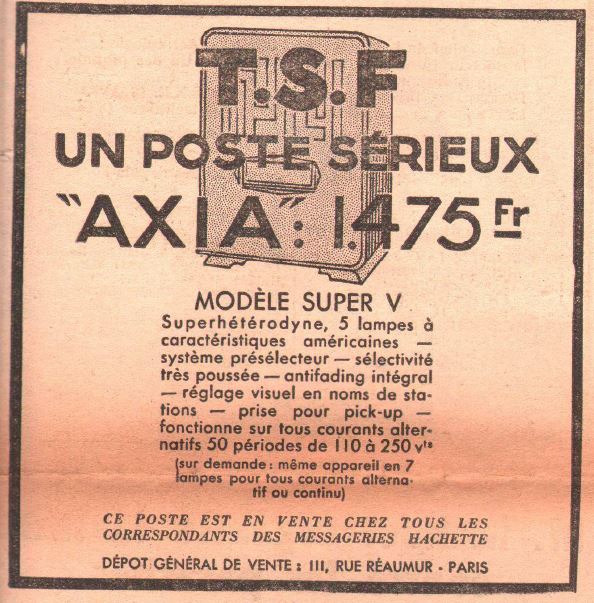 T.S.F
UN POSTE SÉRIEUX
"AXIA": 1.475 Fr
MODÈLE SUPER V
Superhétérodyne, 5 lampes à
caractéristiques américaines —
système présélecteur — sélectivité
très poussée — antifading intégral
— réglage visuel en noms de sta-
tions — prise pour pick-up —
fonctionne sur tous courants alter-
natifs 50 périodes de 110 à 250 vts
(sur demande : même appareil en 7
lampes pour tous courants alterna-
tif ou continu)
CE POSTE EST EN VENTE CHEZ TOUS LES
CORRESPONDANTS DES MESSAGERIES HACHETTE
DÉPOT GÉNÉRAL DE VENTE : 111, RUE RÉAUMUR - PARIS